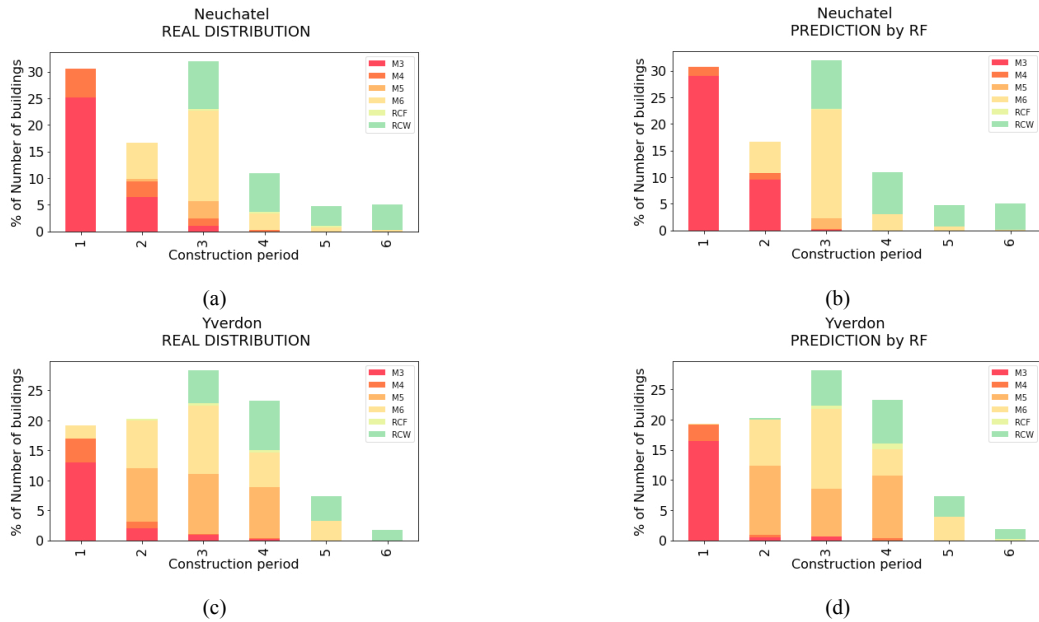 Neuchatel
REAL DISTRIBUTION
% of Number of buildings
30
25
20
15
10
5
0
M3
M4
M5
M6
RCF
RCW
1 2 3 4 5 6
Construction period
(a)
Neuchatel
PREDICTION by RF
% of Number of buildings
30
25
20
15
10
5
0
M3
M4
M5
M6
RCF
RCW
1 2 3 4 5 6
Construction period
(b)
Yverdon
REAL DISTRIBUTION
% of Number of buildings
25
20
15
10
5
0
M3
M4
M5
M6
RCF
RCW
1 2 3 4 5 6
Construction period
(c)
Yverdon
PREDICTION by RF
% of Number of buildings
25
20
15
10
5
0
M3
M4
M5
M6
RCF
RCW
1 2 3 4 5 6
Construction period
(d)